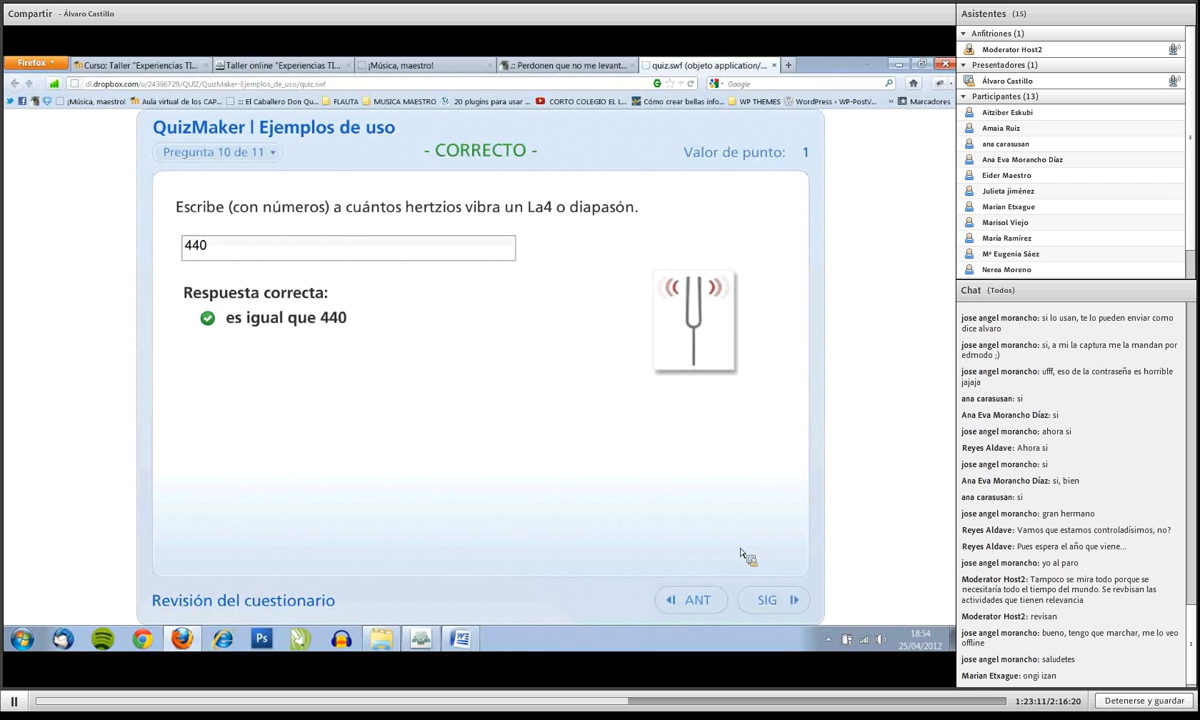 Compartir - Álvaro Castillo
Firefox
Curso: Taller "Experiencias TI...
Taller online "Experiencias TI...
¡Música, maestro!
.:: Perdonen que no me levant...
quiz.swf (objeto application/...
dl.dropbox.com/u/24386729/QUIZ/QuizMaker-Ejemplos_de_uso/quiz.swf
Google
¡Música, maestro!
Aula virtual de los CAP...
.:: El Caballero Don Qu...
FLAUTA
MUSICA MAESTRO
20 plugins para usar ...
CORTO COLEGIO EL L...
Cómo crear bellas info...
WP THEMES
WordPress › WP-PostV...
Marcadores
QuizMaker | Ejemplos de uso
Pregunta 10 de 11
- CORRECTO -
Valor de punto: 1
Escribe (con números) a cuántos hertzios vibra un La4 o diapasón.
440
Respuesta correcta:
es igual que 440
Revisión del cuestionario
ANT
SIG
Ps
18:54
25/04/2012
Asistentes (15)
Anfitriones (1)
Moderator Host2
Presentadores (1)
Álvaro Castillo
Participantes (13)
Aitziber Eskubi
Amaia Ruiz
ana carasusan
Ana Eva Morancho Díaz
Eider Maestro
Julieta jiménez
Marian Etxague
Marisol Viejo
María Ramírez
Mª Eugenia Sáez
Nerea Moreno
Chat (Todos)
jose angel morancho: si lo usan, te lo pueden enviar como
dice alvaro
jose angel morancho: si, a mi la captura me la mandan por
edmodo ;)
jose angel morancho: ufff, eso de la contraseña es horrible
jajaja
ana carasusan: si
Ana Eva Morancho Díaz: si
jose angel morancho: ahora si
Reyes Aldave: Ahora si
jose angel morancho: si
Ana Eva Morancho Díaz: si, bien
ana carasusan: si
jose angel morancho: gran hermano
Reyes Aldave: Vamos que estamos controladísimos, no?
Reyes Aldave: Pues espera el año que viene...
jose angel morancho: yo al paro
Moderator Host2: Tampoco se mira todo porque se
necesitaría todo el tiempo del mundo. Se revbisan las
actividades que tienen relevancia
Moderator Host2: revisan
jose angel morancho: bueno, tengo que marchar, me lo veo
offline
jose angel morancho: saludetes
Marian Etxague: ongi izan
1:23:11/2:16:20
Detenerse y guardar